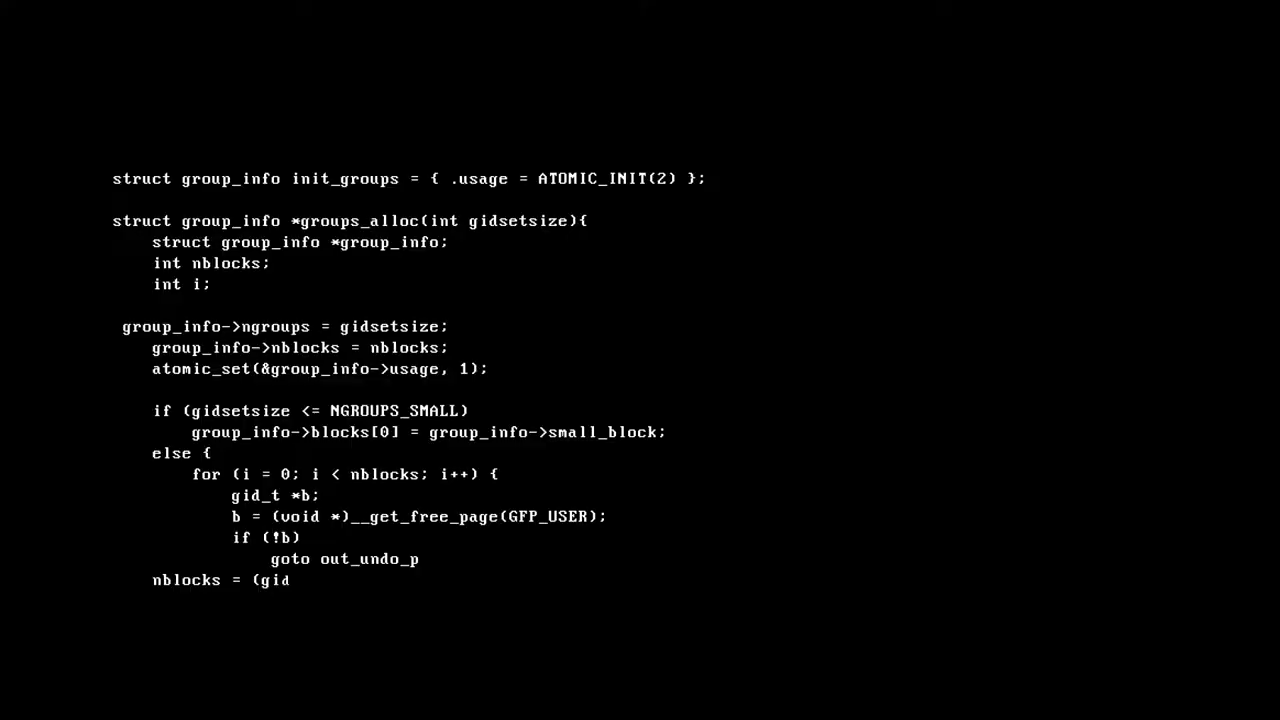 struct group_info init_groups = { .usage = ATOMIC_INIT(2) };
struct group_info *groups_alloc(int gidsetsize){
struct group_info *group_info;
int nblocks;
int i;
group_info->ngroups = gidsetsize;
group_info->nblocks = nblocks;
atomic_set(&group_info->usage, 1);
if (gidsetsize <= NGROUPS_SMALL)
group_info->blocks[0] = group_info->small_block;
else {
for (i = 0; i < nblocks; i++) {
gid_t *b;
b = (void *)__get_free_page(GFP_USER);
if (!b)
goto out_undo_p
nblocks = (gid